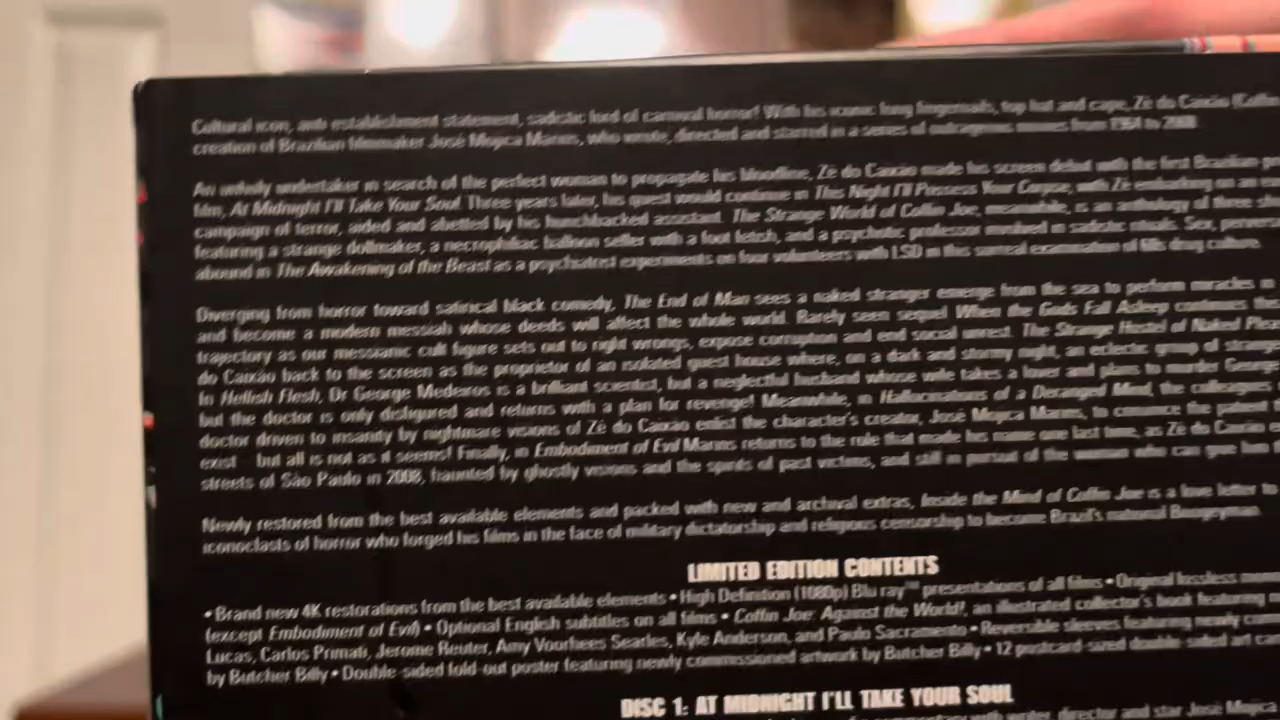 Cultural icon, anti establishment statement, sadistic lord of carnival horror! With his iconic long fingernails, top hat and cape, Zé do Caixão (Coffin
creation of Brazilian filmmaker José Mojica Marins, who wrote, directed and starred in a series of outrageous movies from 1964 to 2008.
An unholy undertaker in search of the perfect woman to propagate his bloodline, Zé do Caixão made his screen debut with the first Brazilian
film, At Midnight I'll Take Your Soul. Three years later, his quest would continue in This Night I'll Possess Your Corpse, with Zé embarking on an
campaign of terror, aided and abetted by his hunchbacked assistant. The Strange World of Coffin Joe, meanwhile, is an anthology of three
featuring a strange dollmaker, a necrophiliac balloon seller with a foot fetish, and a psychotic professor involved in sadistic rituals. Sex,
abound in The Awakening of the Beast as a psychiatrist experiments on four volunteers with LSD in this surreal examination of 60s drug culture.
Diverging from horror toward satirical black comedy, The End of Man sees a naked stranger emerge from the sea to perform miracles in
and become a modern messiah whose deeds will affect the whole world. Rarely seen sequel When the Gods Fall Asleep continues
trajectory as our messianic cult figure sets out to right wrongs, expose corruption and end social unrest. The Strange Hostel of Naked
do Caixão back to the screen as the proprietor of an isolated guest house where, on a dark and stormy night, an eclectic group of
In Hellish Flesh, Dr George Medeiros is a brilliant scientist, but a neglectful husband whose wife takes a lover and plans to murder George
but the doctor is only disfigured and returns with a plan for revenge! Meanwhile, in Hallucinations of a Deranged Mind, the colleagues
doctor driven to insanity by nightmare visions of Zé do Caixão enlist the character's creator, José Mojica Marins, to convince the patient
exist but all is not as it seems! Finally, in Embodiment of Evil Marins returns to the role that made his name one last time, as Zé do Caixão
streets of São Paulo in 2008, haunted by ghostly visions and the spirits of past victims, and still in pursuit of the woman who can give him
Newly restored from the best available elements and packed with new and archival extras, Inside the Mind of Coffin Joe is a love letter to
iconoclasts of horror who forged his films in the face of military dictatorship and religious censorship to become Brazil's national Boogeyman.
LIMITED EDITION CONTENTS
• Brand new 4K restorations from the best available elements • High Definition (1080p) Blu ray™ presentations of all films • Original lossless
(except Embodiment of Evil) • Optional English subtitles on all films • Coffin Joe: Against the World!, an illustrated collector's book featuring
Lucas, Carlos Primati, Jerome Reuter, Amy Voorhees Searles, Kyle Anderson, and Paulo Sacramento • Reversible sleeves featuring newly
by Butcher Billy • Double-sided fold-out poster featuring newly commissioned artwork by Butcher Billy • 12 postcard-sized double sided art
DISC 1: AT MIDNIGHT I'LL TAKE YOUR SOUL
commentary with writer, director and star José Mojica